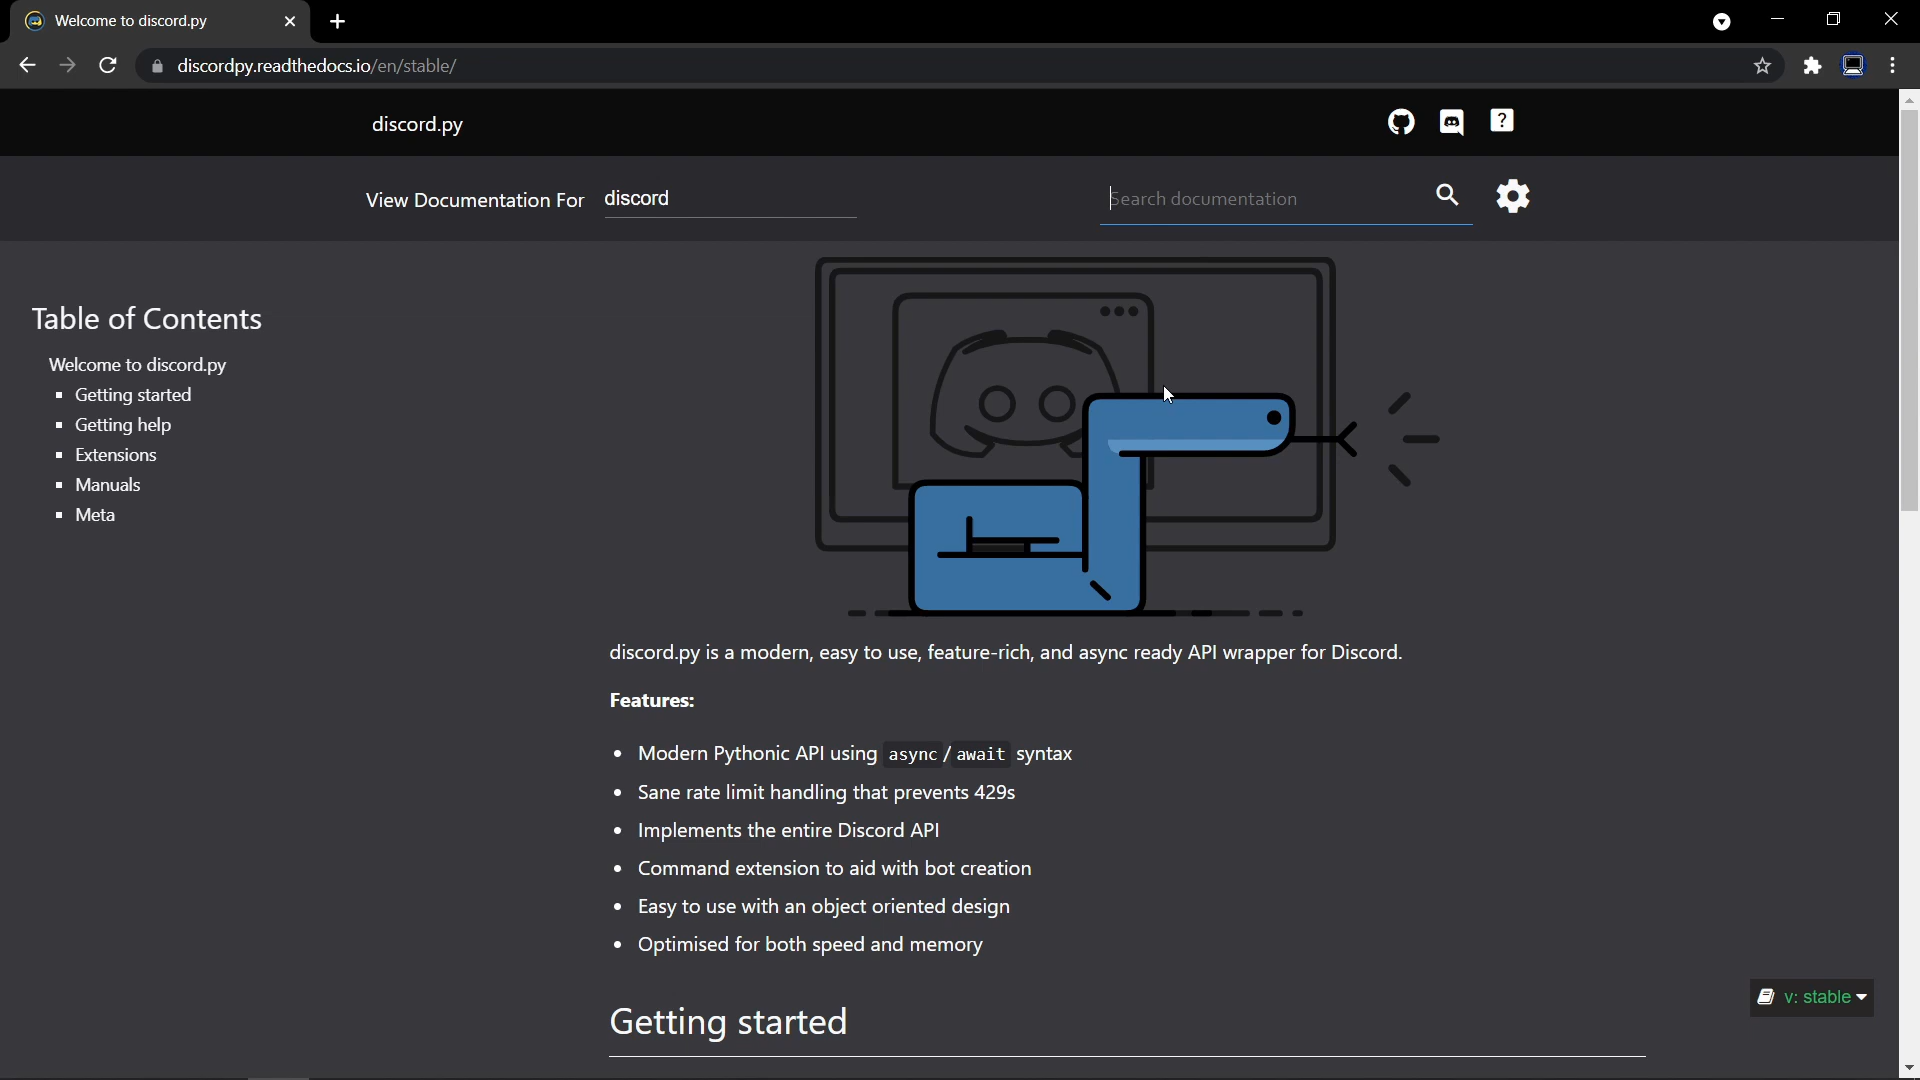 Welcome to discord.py
discordpy.readthedocs.io/en/stable/
discord.py
?
View Documentation For discord
Search documentation
Table of Contents
Welcome to discord.py
Getting started
Getting help
Extensions
Manuals
Meta
discord.py is a modern, easy to use, feature-rich, and async ready API wrapper for Discord.
Features:
Modern Pythonic API using async/await syntax
Sane rate limit handling that prevents 429s
Implements the entire Discord API
Command extension to aid with bot creation
Easy to use with an object oriented design
Optimised for both speed and memory
v: stable
Getting started